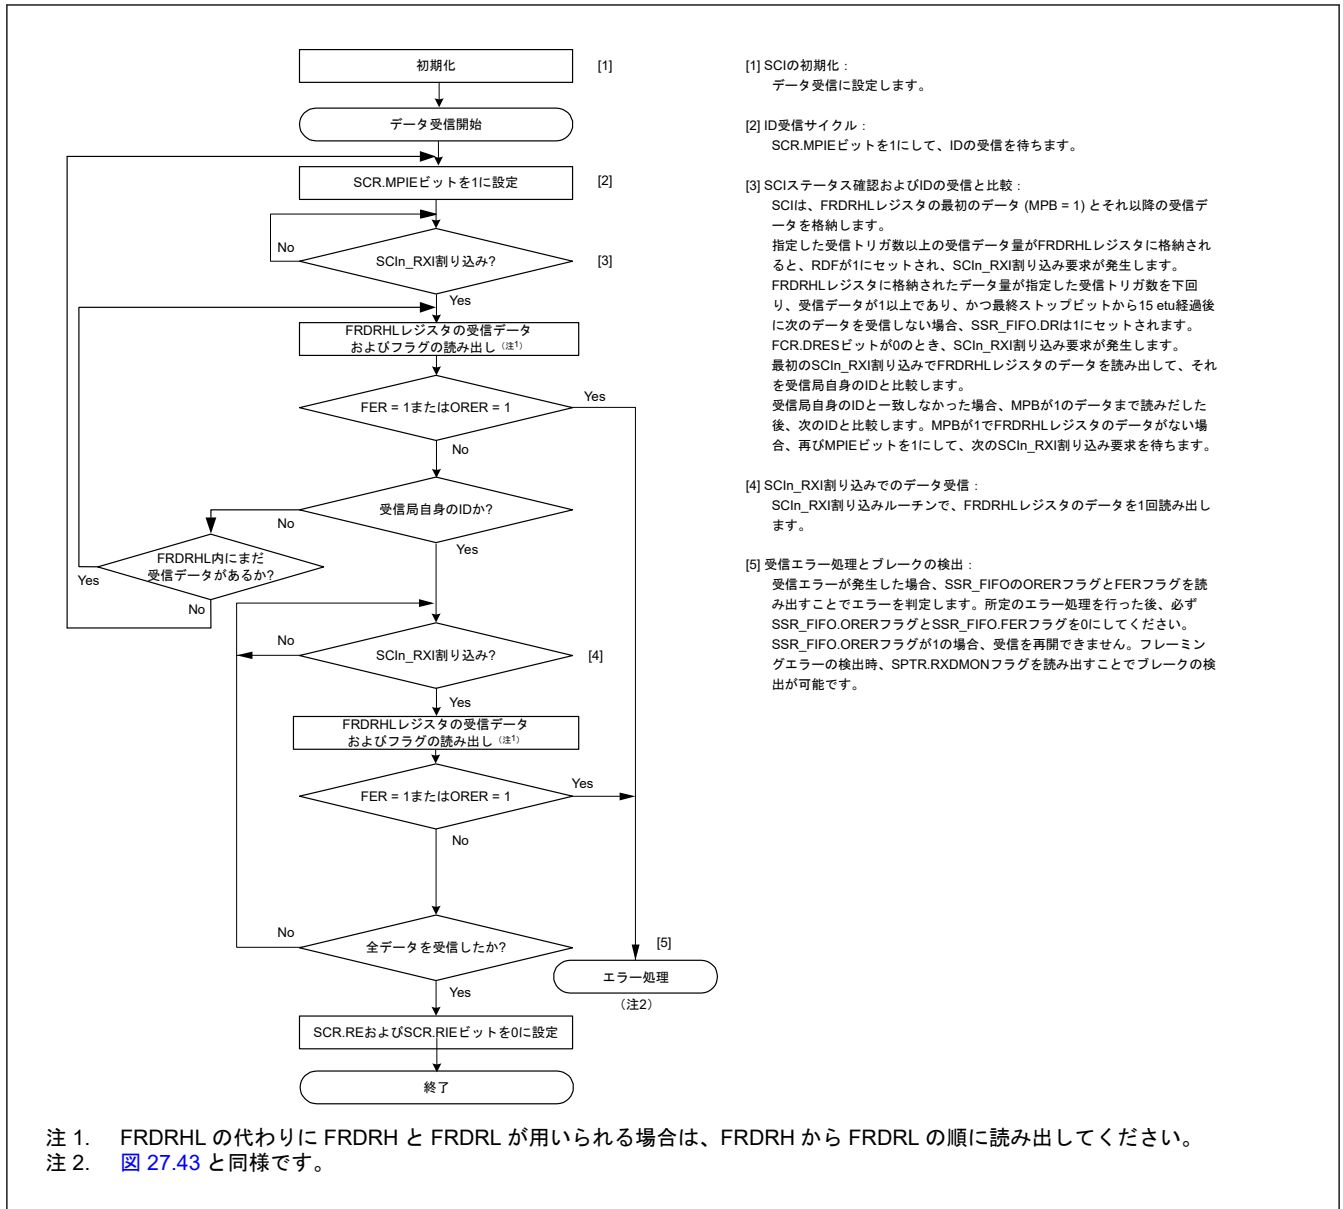 初期化
[1]
データ受信開始
SCR.MPIEビットを1に設定
[2]
No
SCIn_RXI割り込み?
[3]
Yes
FRDRHLレジスタの受信データ
およびフラグの読み出し（注1）
FER = 1またはORER = 1
Yes
No
受信局自身のIDか?
No
Yes
FRDRHL内にまだ
受信データがあるか?
Yes
No
No
SCIn_RXI割り込み?
[4]
Yes
FRDRHLレジスタの受信データ
およびフラグの読み出し（注1）
FER = 1またはORER = 1
Yes
No
No
全データを受信したか?
Yes
[5]
エラー処理
（注2）
SCR.REおよびSCR.RIEビットを0に設定
終了
[1] SCIの初期化：
データ受信に設定します。
[2] ID受信サイクル：
SCR.MPIEビットを1にして、IDの受信を待ちます。
[3] SCIステータス確認およびIDの受信と比較：
SCIは、FRDRHLレジスタの最初のデータ (MPB = 1) とそれ以降の受信デ
ータを格納します。
指定した受信トリガ数以上の受信データ量がFRDRHLレジスタに格納され
ると、RDFが1にセットされ、SCIn_RXI割り込み要求が発生します。
FRDRHLレジスタに格納されたデータ量が指定した受信トリガ数を下回
り、受信データが1以上であり、かつ最終ストップビットから15 etu経過後
に次のデータを受信しない場合、SSR_FIFO.DRは1にセットされます。
FCR.DRESビットが0のとき、SCIn_RXI割り込み要求が発生します。
最初のSCIn_RXI割り込みでFRDRHLレジスタのデータを読み出して、それ
を受信局自身のIDと比較します。
受信局自身のIDと一致しなかった場合、MPBが1のデータまで読みだした
後、次のIDと比較します。MPBが1でFRDRHLレジスタのデータがない場
合、再びMPIEビットを1にして、次のSCIn_RXI割り込み要求を待ちます。
[4] SCIn_RXI割り込みでのデータ受信：
SCIn_RXI割り込みルーチンで、FRDRHLレジスタのデータを1回読み出し
ます。
[5] 受信エラー処理とブレークの検出：
受信エラーが発生した場合、SSR_FIFOのORERフラグとFERフラグを読
み出すことでエラーを判定します。所定のエラー処理を行った後、必ず
SSR_FIFO.ORERフラグとSSR_FIFO.FERフラグを0にしてください。
SSR_FIFO.ORERフラグが1の場合、受信を再開できません。フレーミン
グエラーの検出時、SPTR.RXDMONフラグを読み出すことでブレークの検
出が可能です。
注 1. FRDRHL の代わりに FRDRH と FRDRL が用いられる場合は、FRDRH から FRDRL の順に読み出してください。
注 2. 図 27.43 と同様です。